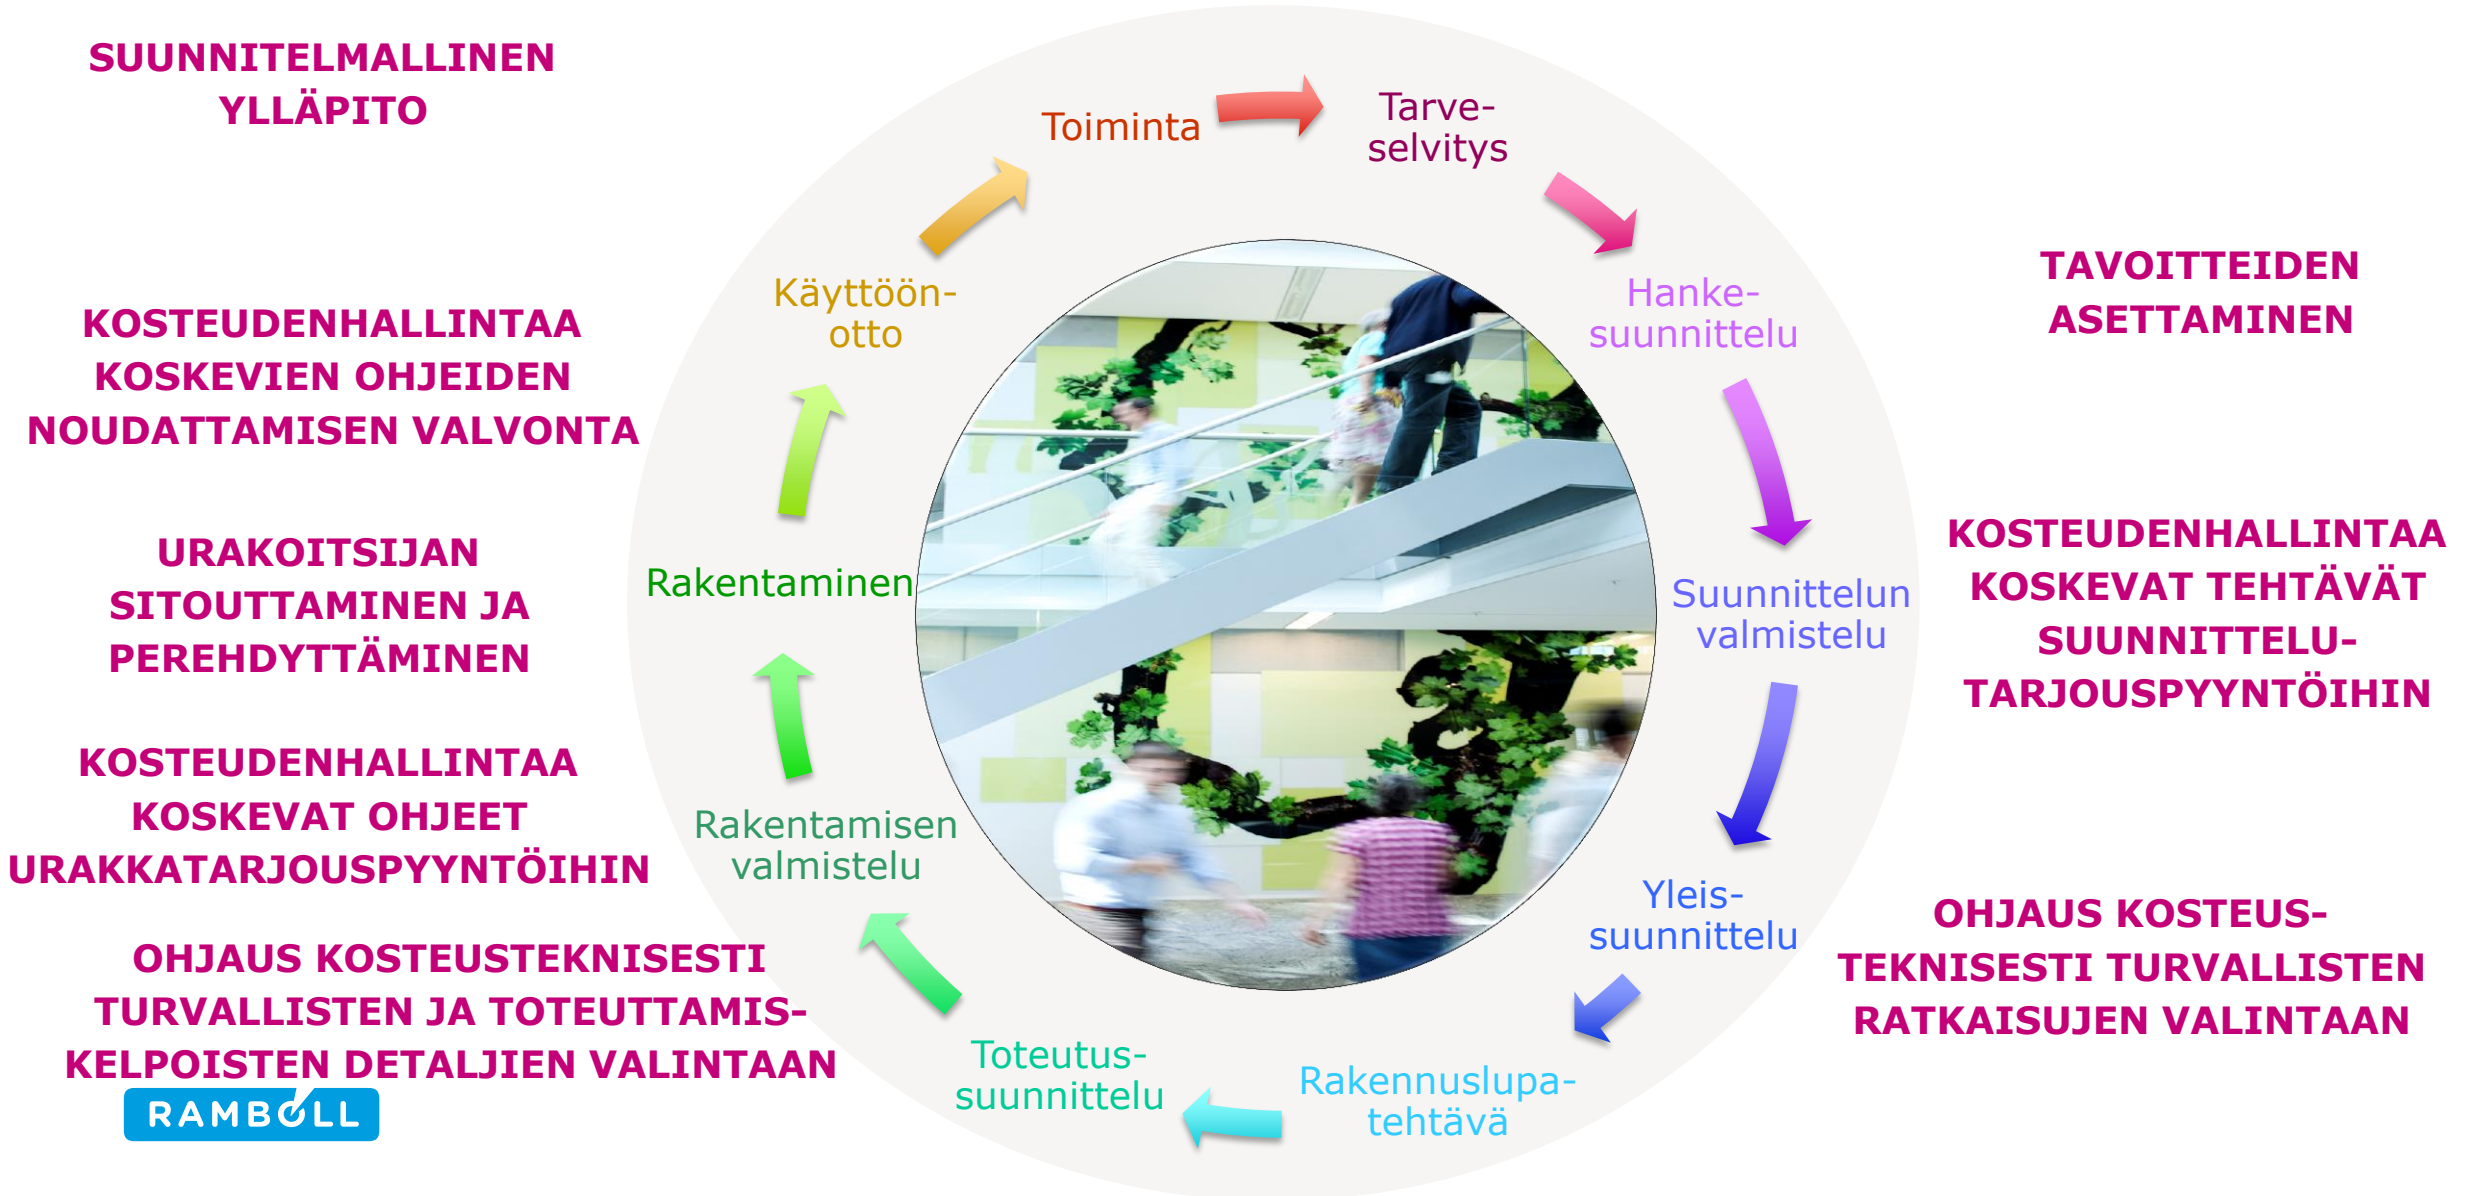 SUUNNITELMALLINEN
YLLÄPITO
Toiminta
Tarve-
selvitys
Hanke-
suunnittelu
TAVOITTEIDEN
ASETTAMINEN
Käyttöön-
otto
KOSTEUDENHALLINTAA
KOSKEVIEN OHJEIDEN
NOUDATTAMISEN VALVONTA
Suunnittelun
valmistelu
KOSTEUDENHALLINTAA
KOSKEVAT TEHTÄVÄT
SUUNNITTELU-
TARJOUSPYYNTÖIHIN
Rakentaminen
URAKOITSIJAN
SITOUTTAMINEN JA
PEREHDYTTÄMINEN
Rakentamisen
valmistelu
KOSTEUDENHALLINTAA
KOSKEVAT OHJEET
URAKKATARJOUSPYYNTÖIHIN
Yleis-
suunnittelu
OHJAUS KOSTEUS-
TEKNISESTI TURVALLISTEN
RATKAISUJEN VALINTAAN
OHJAUS KOSTEUSTEKNISESTI
TURVALLISTEN JA TOTEUTTAMIS-
KELPOISTEN DETALJIEN VALINTAAN
Toteutus-
suunnittelu
Rakennuslupa-
tehtävä
RAMBOLL